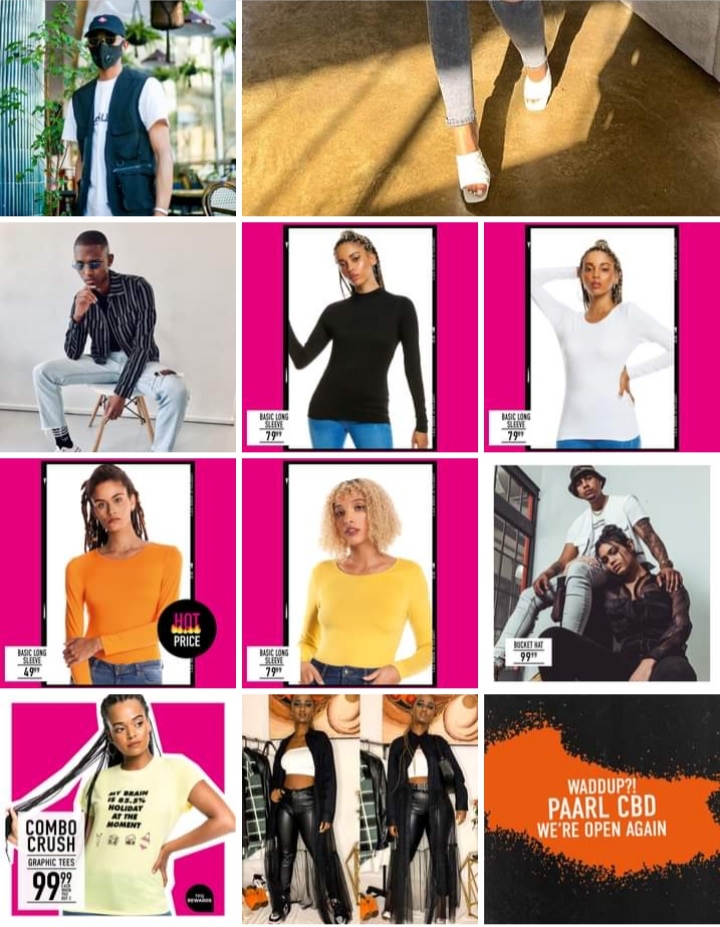 BASIC LONG
SLEEVE
79⁹⁹
BASIC LONG
SLEEVE
79⁹⁹
BASIC LONG
SLEEVE
49⁹⁹
HOT
PRICE
BASIC LONG
SLEEVE
79⁹⁹
BUCKET HAT
99⁹⁹
MY BRAIN
IS 85,5%
HOLIDAY
AT THE
MOMENT
COMBO
CRUSH
GRAPHIC TEES
99⁹⁹
TFG
REWARDS
WADDUP?!
PAARL CBD
WE'RE OPEN AGAIN